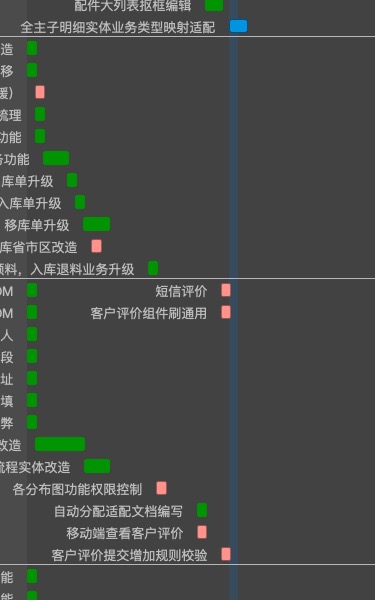 配件大列表抠框编辑
全主子明细实体业务类型映射适配
造
移
缓)
梳理
功能
务功能
库单升级
入库单升级
移库单升级
库省市区改造
预料，入库退料业务升级
OM
短信评价
OM
客户评价组件刷通用
人
段
址
填
弊
改造
流程实体改造
各分布图功能权限控制
自动分配适配文档编写
移动端查看客户评价
客户评价提交增加规则校验
能
能